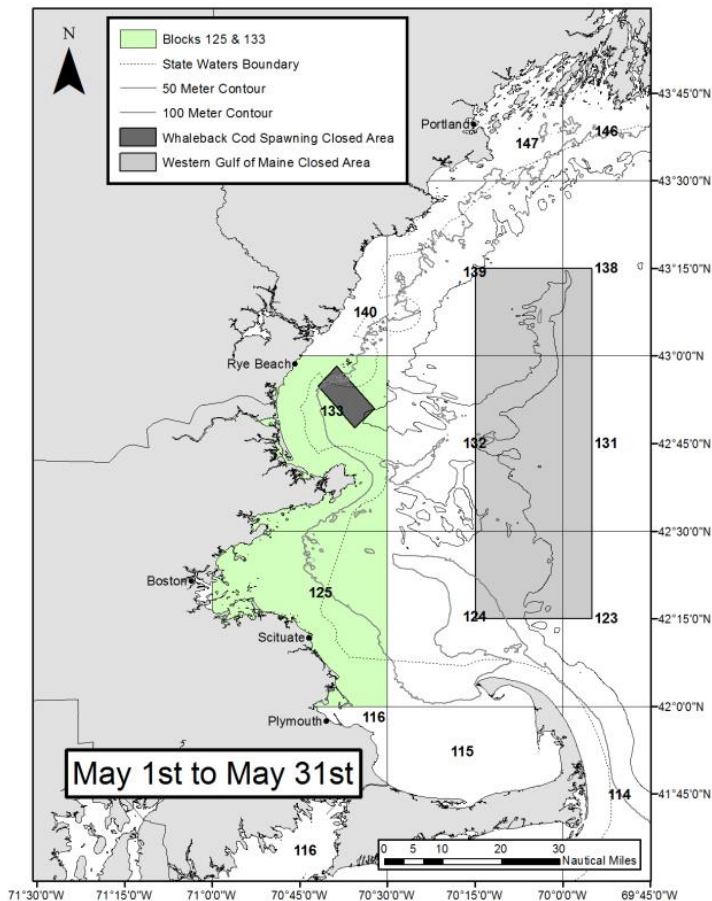 N
Blocks 125 & 133
State Waters Boundary
50 Meter Contour
100 Meter Contour
Whaleback Cod Spawning Closed Area
Western Gulf of Maine Closed Area
43°45'0"N
Portland
146
147
43°30'0"N
139
138
43°15'0"N
140
Rye Beach
43°0'0"N
133
132
131
42°45'0"N
42°30'0"N
Boston
125
124
123
42°15'0"N
Scituate
42°0'0"N
Plymouth
116
115
May 1st to May 31st
114
41°45'0"N
116
0 5 10 20 30
Nautical Miles
71°30'0"W 71°15'0"W 71°0'0"W 70°45'0"W 70°30'0"W 70°15'0"W 70°0'0"W 69°45'0"W